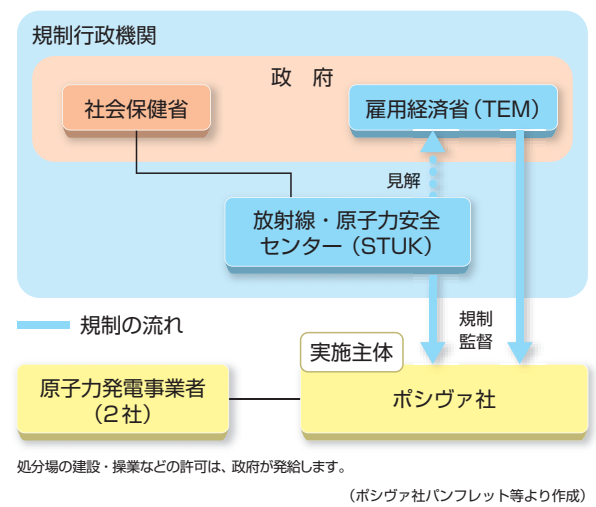 規制行政機関
政 府
社会保健省
雇用経済省(TEM)
見解
放射線・原子力安全
センター(STUK)
規制の流れ
規制
監督
実施主体
原子力発電事業者
(2社)
ポシヴァ社
処分場の建設・操業などの許可は、政府が発給します。
(ポシヴァ社パンフレット等より作成)